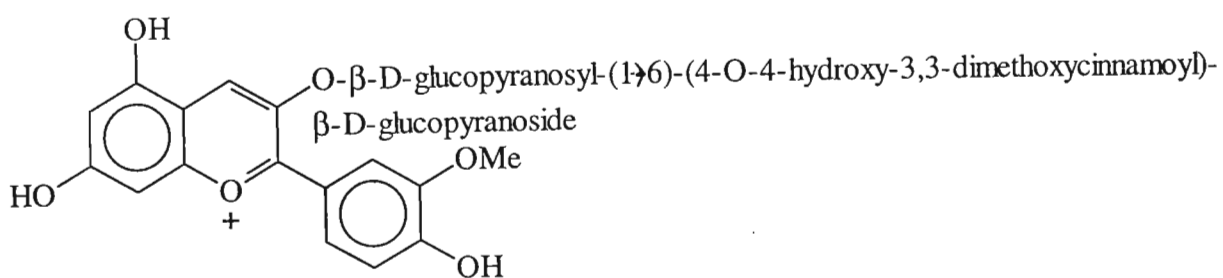 OH
O-β-D-glucopyranosyl-(1→6)-(4-O-4-hydroxy-3,3-dimethoxycinnamoyl)-
β-D-glucopyranoside
OMe
HO
O
+
OH